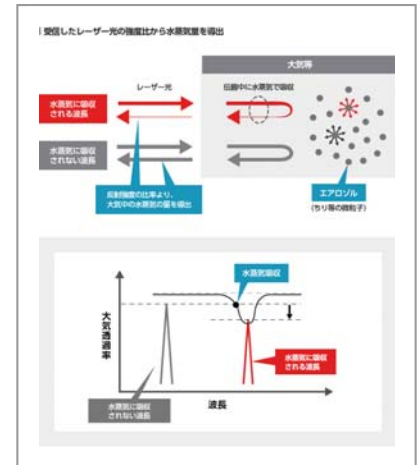 受信したレーザー光の強度比から水蒸気量を導出
大気等
レーザー光
伝搬中に水蒸気で吸収
水蒸気に吸収
される波長
水蒸気に吸収
されない波長
反射強度の比率より、
大気中の水蒸気の量を導出
エアロゾル
(ちり等の微粒子)
水蒸気吸収
大気透過率
水蒸気に吸収
される波長
水蒸気に吸収
されない波長
波長